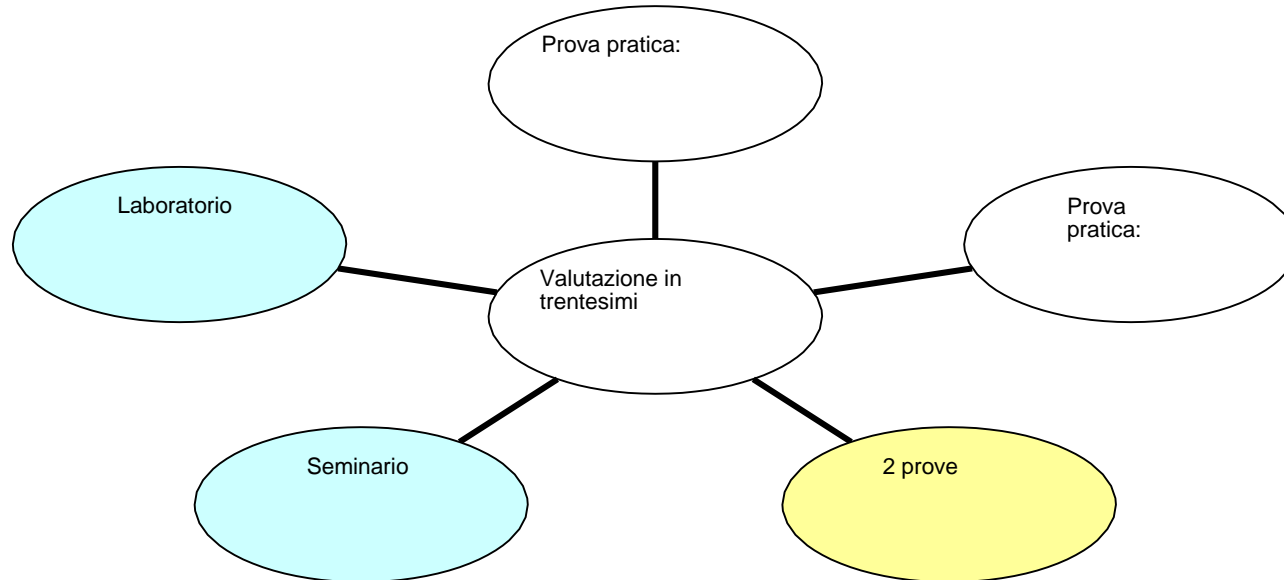 Prova pratica:
Laboratorio
Prova
pratica:
Valutazione in
trentesimi
Seminario
2 prove